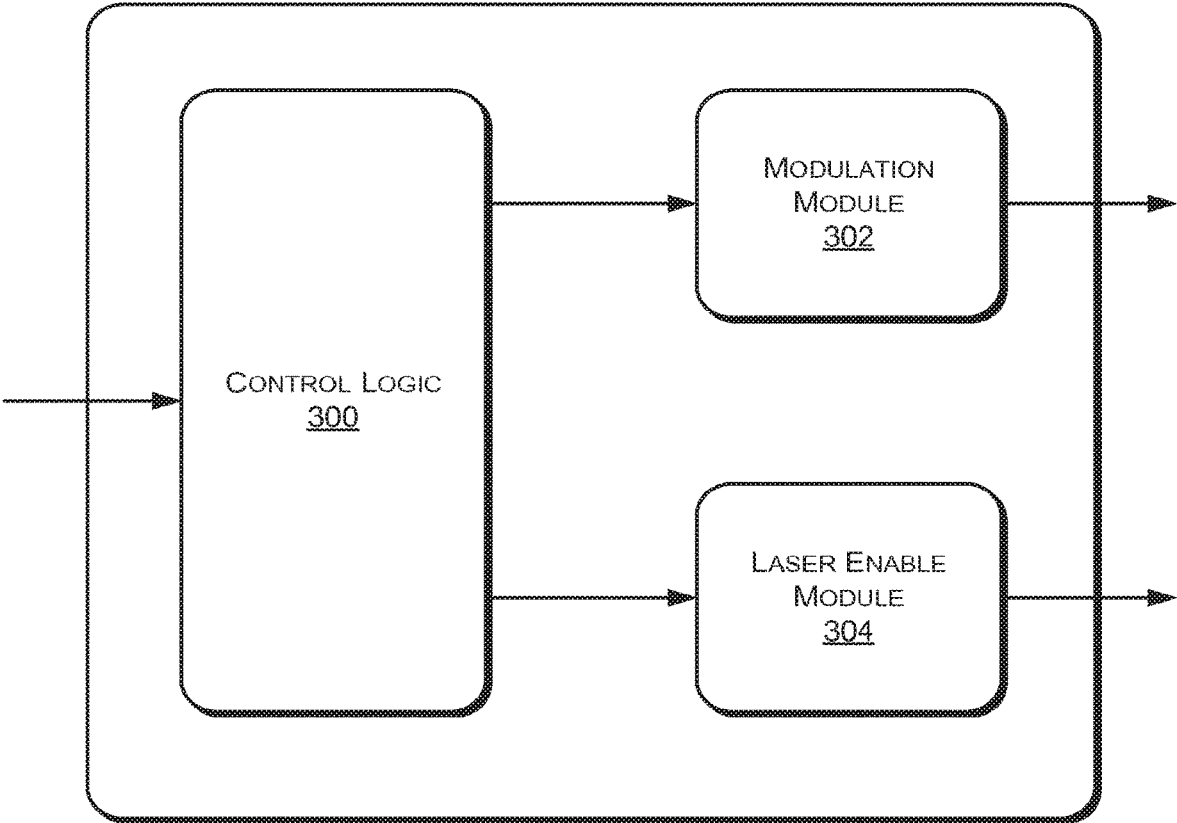 CONTROL LOGIC
300
MODULATION
MODULE
302
LASER ENABLE
MODULE
304